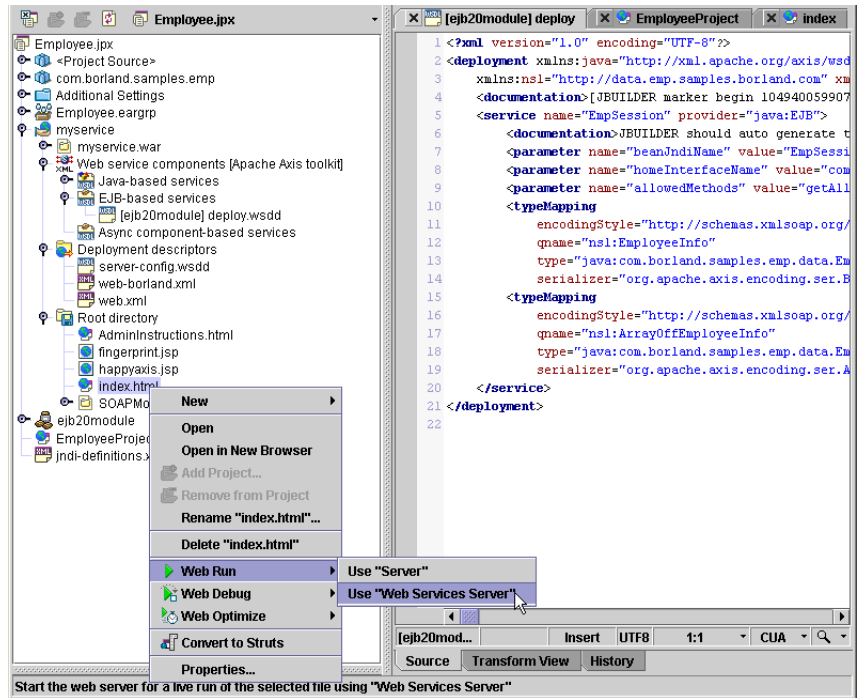 Employee.jpx
Employee.jpx
<Project Source>
com.borland.samples.emp
Additional Settings
Employee.eargrp
myservice
myservice.war
Web service components [Apache Axis toolkit]
Java-based services
EJB-based services
[ejb20module] deploy.wsdd
Async component-based services
Deployment descriptors
server-config.wsdd
web-borland.xml
web.xml
Root directory
AdminInstructions.html
fingerprint.jsp
happyaxis.jsp
index.html
SOAPMo
ejb20module
EmployeeProjec
jndi-definitions.x
New
Open
Open in New Browser
Add Project...
Remove from Project
Rename "index.html"...
Delete "index.html"
Web Run
Web Debug
Web Optimize
Convert to Struts
Properties...
Use "Server"
Use "Web Services Server"
[ejb20module] deploy
EmployeeProject
index
1 <?xml version="1.0" encoding="UTF-8"?>
2 <deployment xmlns:java="http://xml.apache.org/axis/wsd
3 xmlns:nsl="http://data.emp.samples.borland.com" xm
4 <documentation>[JBUILDER marker begin 104940059907
5 <service name="EmpSession" provider="java:EJB">
6 <documentation>JBUILDER should auto generate t
7 <parameter name="beanJndiName" value="EmpSessi
8 <parameter name="homeInterfaceName" value="com
9 <parameter name="allowedMethods" value="getAll
10 <typeMapping
11 encodingStyle="http://schemas.xmlsoap.org/
12 qname="nsl:EmployeeInfo"
13 type="java:com.borland.samples.emp.data.Em
14 serializer="org.apache.axis.encoding.ser.B
15 <typeMapping
16 encodingStyle="http://schemas.xmlsoap.org/
17 qname="nsl:ArrayOffEmployeeInfo"
18 type="java:com.borland.samples.emp.data.Em
19 serializer="org.apache.axis.encoding.ser.A
20 </service>
21 </deployment>
22
[ejb20mod... Insert UTF8 1:1 CUA
Source Transform View History
Start the web server for a live run of the selected file using "Web Services Server"